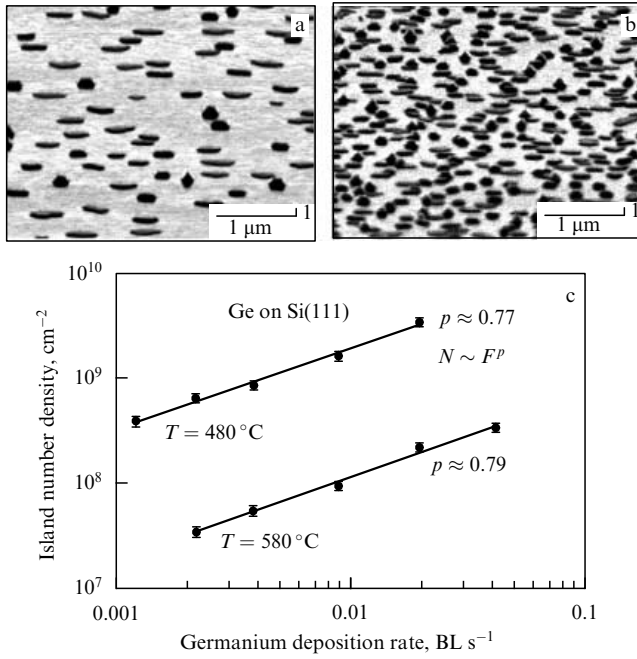 a
1 μm
1
b
1 μm
1
c
Ge on Si(111)
p ≈ 0.77
N ∼ F^p
T = 480 °C
p ≈ 0.79
T = 580 °C
10^10
10^9
10^8
10^7
Island number density, cm^−2
0.001
0.01
0.1
Germanium deposition rate, BL s^−1